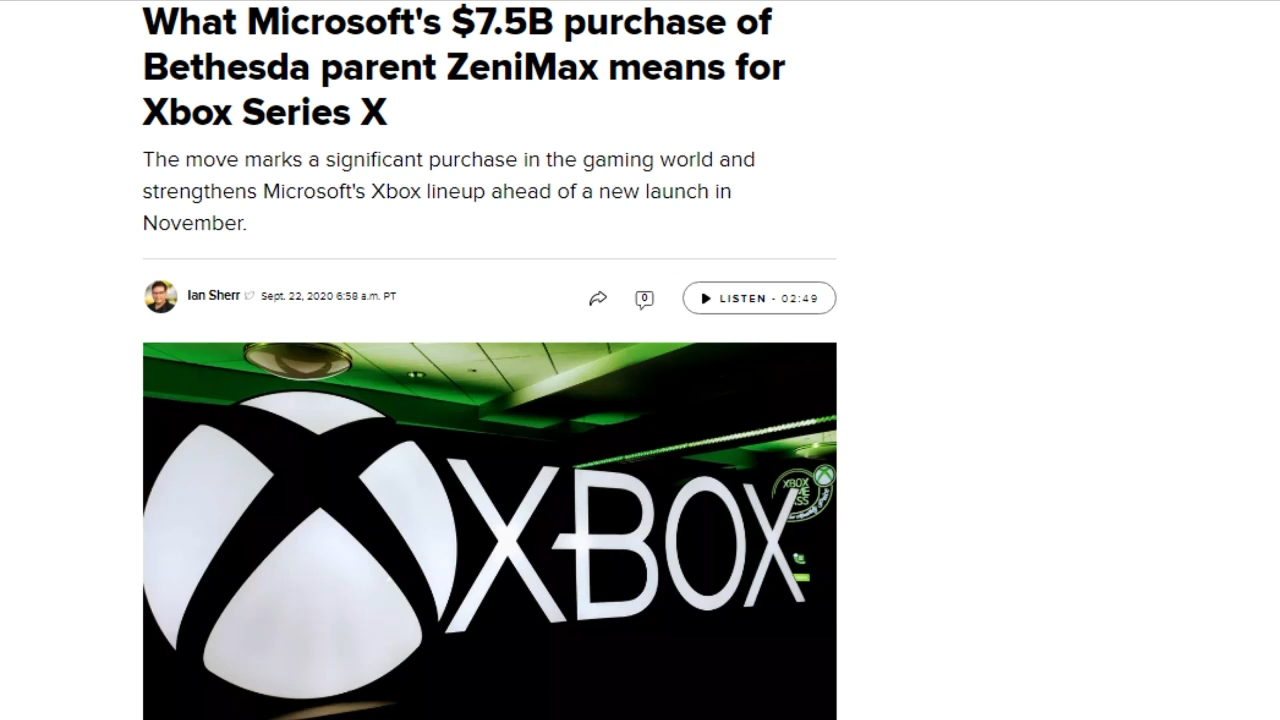 What Microsoft's $7.5B purchase of
Bethesda parent ZeniMax means for
Xbox Series X
The move marks a significant purchase in the gaming world and
strengthens Microsoft's Xbox lineup ahead of a new launch in
November.
Ian Sherr Sept. 22, 2020 6:58 a.m. PT
0
LISTEN - 02:49
XBOX
XBOX